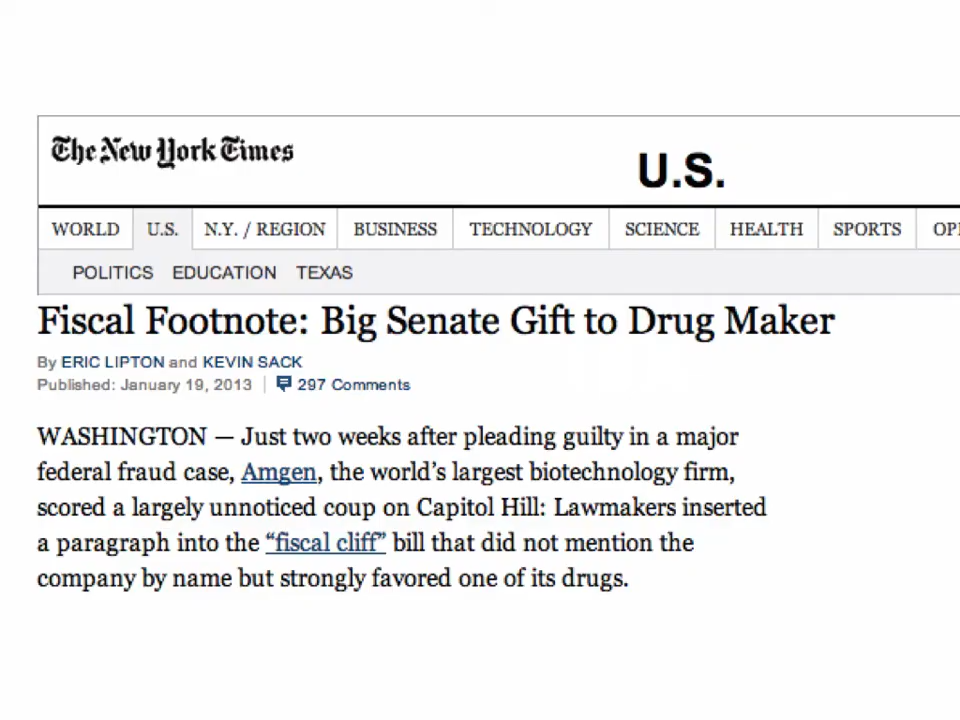 The New York Times
U.S.
WORLD U.S. N.Y. / REGION BUSINESS TECHNOLOGY SCIENCE HEALTH SPORTS
POLITICS EDUCATION TEXAS
Fiscal Footnote: Big Senate Gift to Drug Maker
By ERIC LIPTON and KEVIN SACK
Published: January 19, 2013 | 297 Comments
WASHINGTON — Just two weeks after pleading guilty in a major
federal fraud case, Amgen, the world’s largest biotechnology firm,
scored a largely unnoticed coup on Capitol Hill: Lawmakers inserted
a paragraph into the “fiscal cliff” bill that did not mention the
company by name but strongly favored one of its drugs.